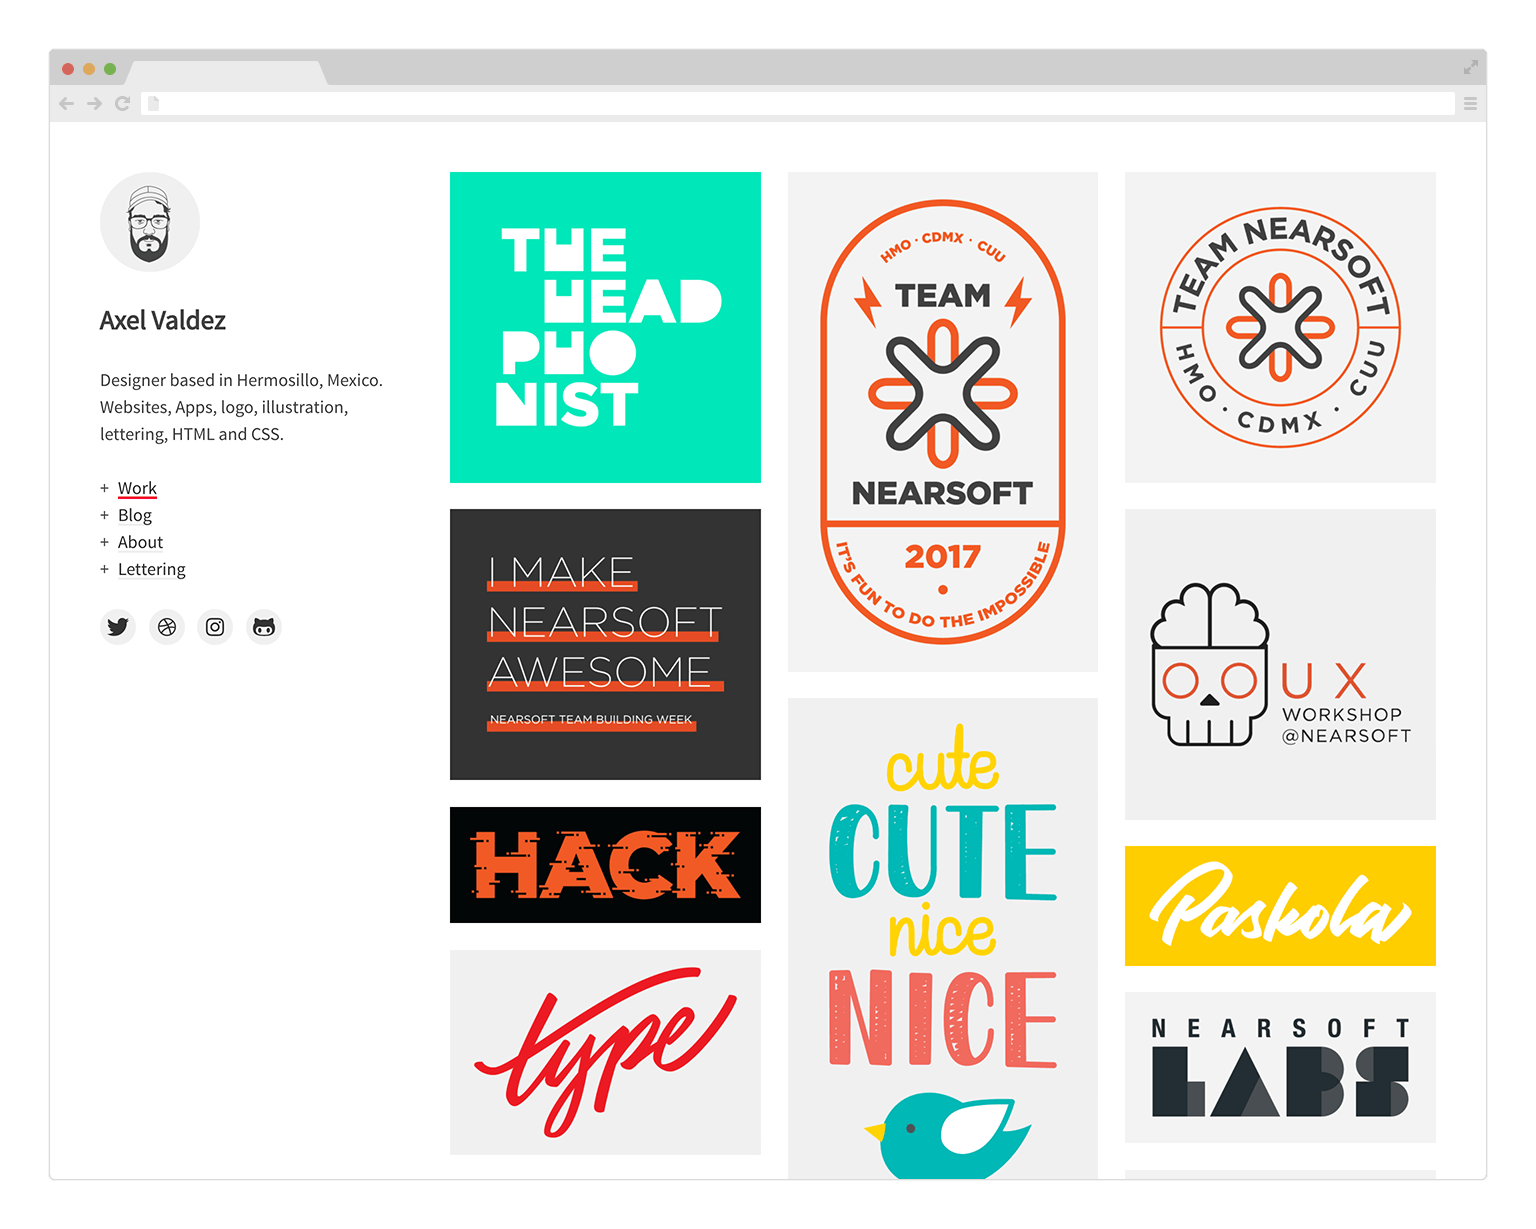 Axel Valdez
Designer based in Hermosillo, Mexico.
Websites, Apps, logo, illustration,
lettering, HTML and CSS.
+ Work
+ Blog
+ About
+ Lettering
THE
HEAD
PHO
NIST
I MAKE
NEARSOFT
AWESOME
NEARSOFT TEAM BUILDING WEEK
HACK
type
HMO · CDMX · CUU
TEAM
NEARSOFT
2017
IT'S FUN TO DO THE IMPOSSIBLE
cute
CUTE
nice
NICE
TEAM NEARSOFT
HMO · CDMX · CUU
UX
WORKSHOP
@NEARSOFT
Paskola
NEARSOFT
LABS